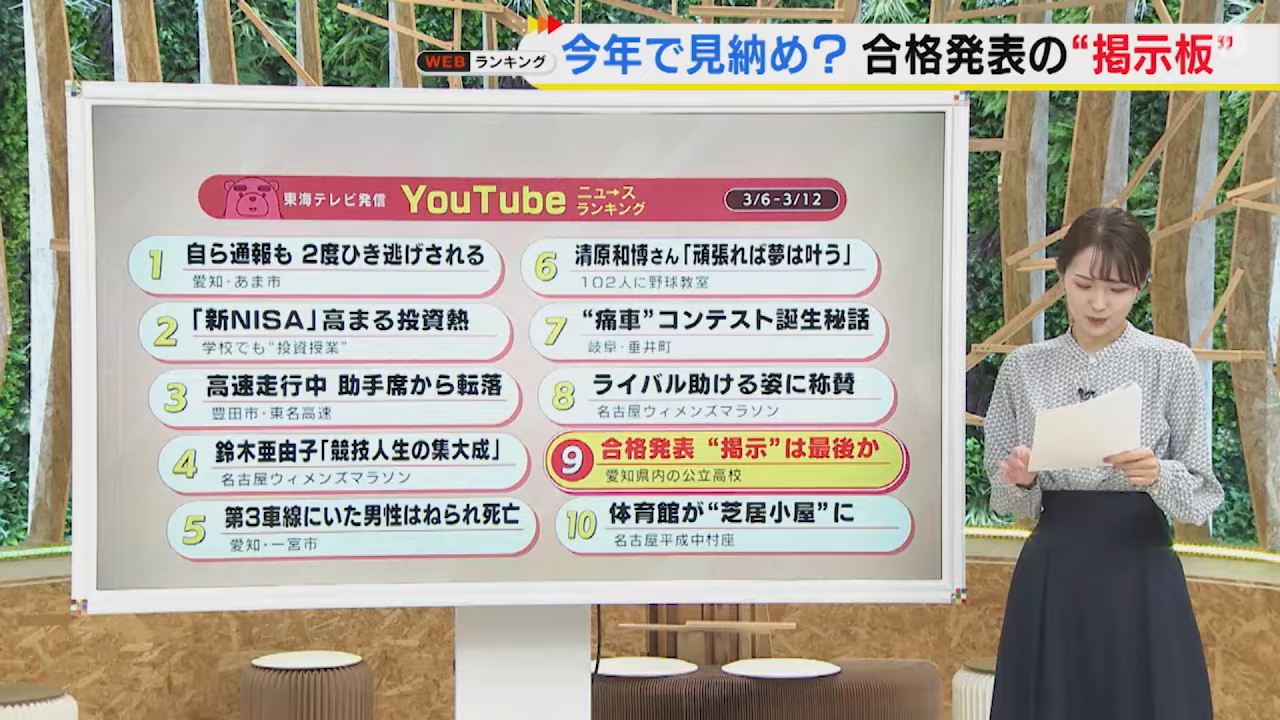 WEB ランキング
今年で見納め？ 合格発表の“掲示板”
東海テレビ発信 YouTube ニュース ランキング 3/6-3/12
1 自ら通報も 2度ひき逃げされる
愛知・あま市
2 「新NISA」高まる投資熱
学校でも“投資授業”
3 高速走行中 助手席から転落
豊田市・東名高速
4 鈴木亜由子「競技人生の集大成」
名古屋ウィメンズマラソン
5 第3車線にいた男性はねられ死亡
愛知・一宮市
6 清原和博さん「頑張れば夢は叶う」
102人に野球教室
7 “痛車”コンテスト誕生秘話
岐阜・垂井町
8 ライバル助ける姿に称賛
名古屋ウィメンズマラソン
9 合格発表 “掲示”は最後か
愛知県内の公立高校
10 体育館が“芝居小屋”に
名古屋平成中村座